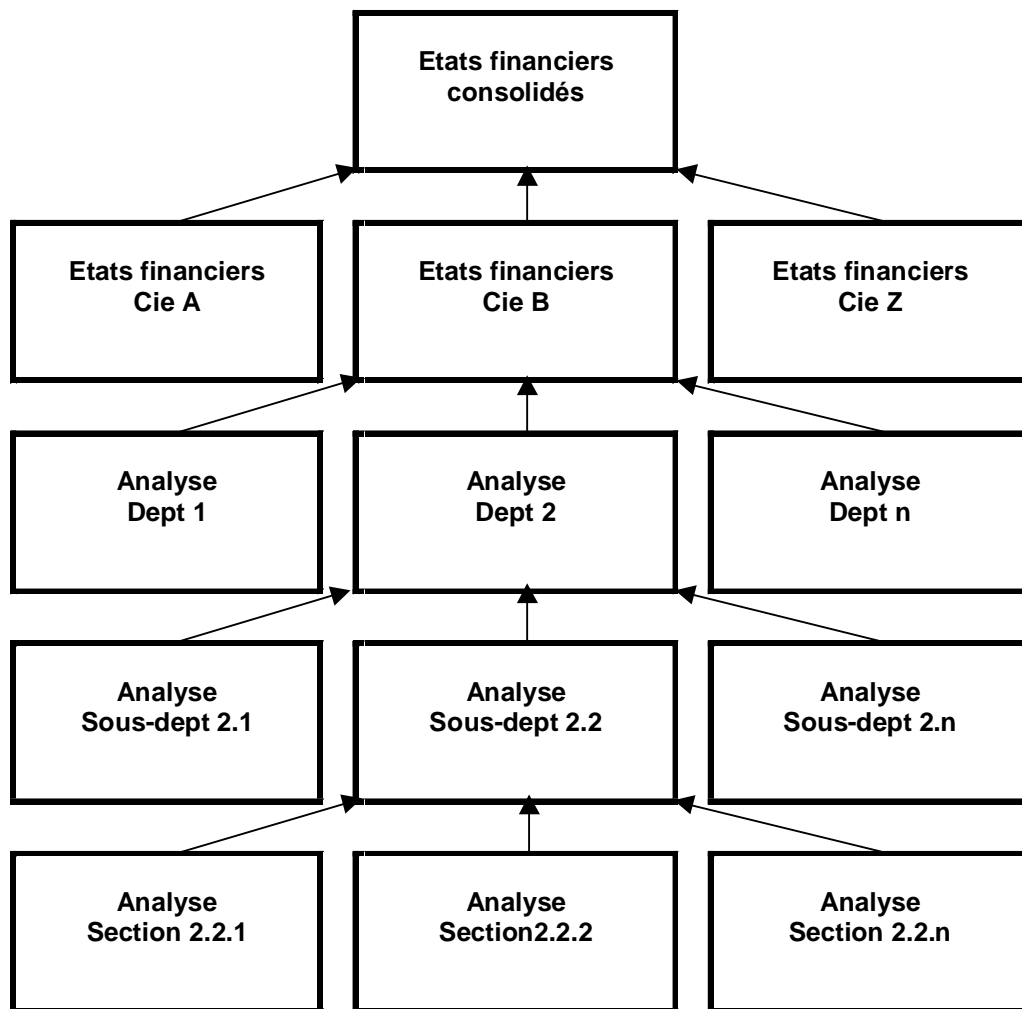 Etats financiers
consolidés
Etats financiers
Cie A
Etats financiers
Cie B
Etats financiers
Cie Z
Analyse
Dept 1
Analyse
Dept 2
Analyse
Dept n
Analyse
Sous-dept 2.1
Analyse
Sous-dept 2.2
Analyse
Sous-dept 2.n
Analyse
Section 2.2.1
Analyse
Section2.2.2
Analyse
Section 2.2.n